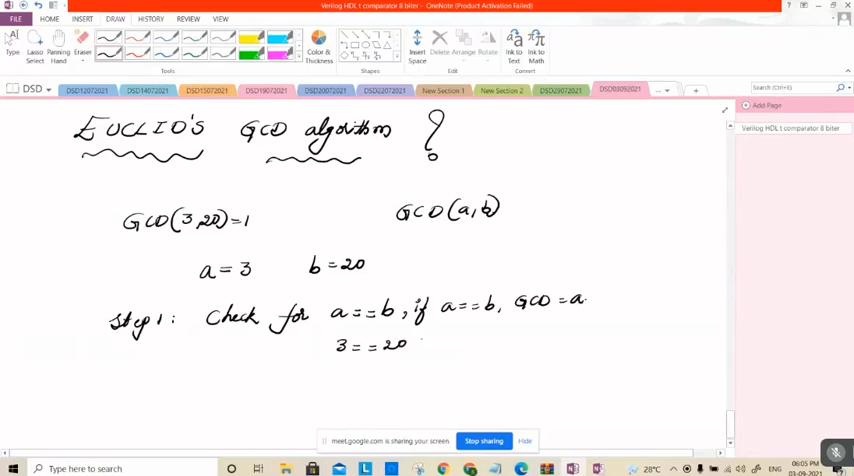 Verilog HDL t comparator 8 biter - OneNote (Product Activation Failed)
FILE HOME INSERT DRAW HISTORY REVIEW VIEW
Type Lasso Select Panning Hand Eraser Color & Thickness Insert Space Delete Arrange Rotate Ink to Text Ink to Math
Tools Shapes Edit Convert
DSD DSD12072021 DSD14072021 DSD15072021 DSD19072021 DSD20072021 DSD22072021 New Section 1 New Section 2 DSD29072021 DSD03092021 Search (Ctrl+E)
Add Page
Verilog HDL t comparator 8 biter
EUCLID'S GCD algorithm ?
GCD(3,20)=1 GCD(a,b)
a=3 b=20
Step1: Check for a==b, if a==b, GCD=a
3==20
meet.google.com is sharing your screen. Stop sharing Hide
Type here to search 28°C ENG 06:05 PM
03-09-2021